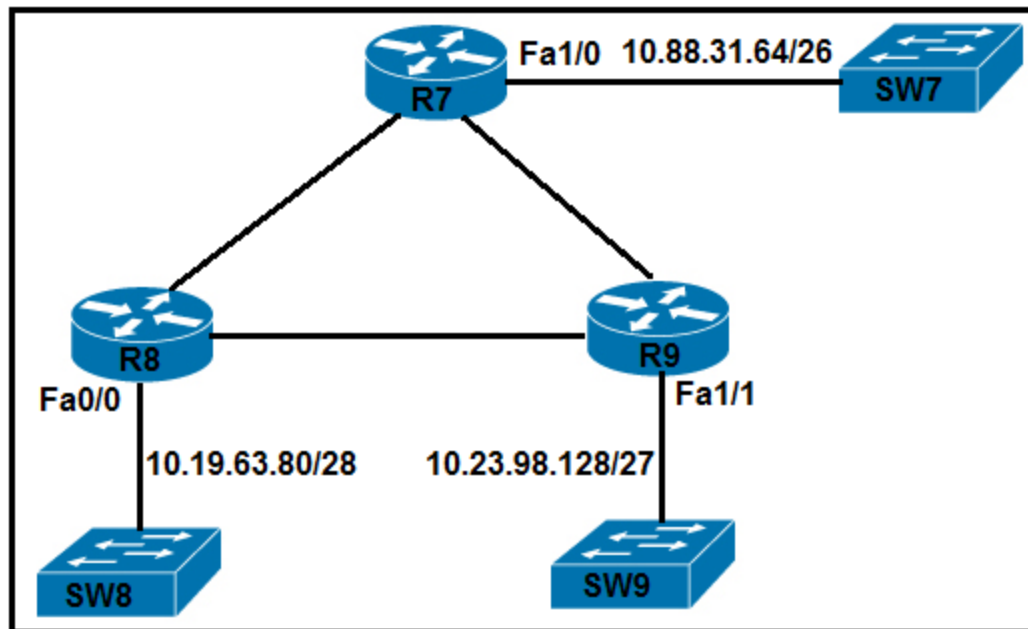 Fa1/0 10.88.31.64/26
SW7
R7
R8
R9
Fa0/0
Fa1/1
10.19.63.80/28
10.23.98.128/27
SW8
SW9